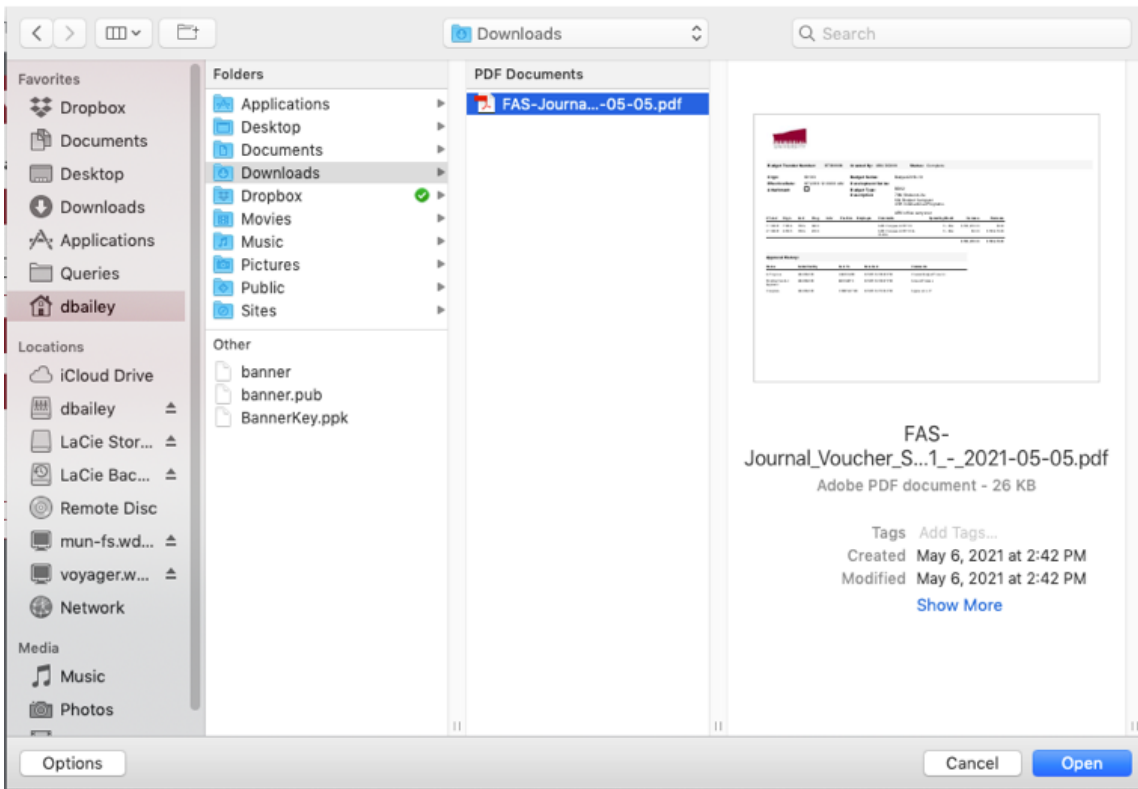 Downloads
Search
Favorites
Dropbox
Documents
Desktop
Downloads
Applications
Queries
dbailey
Locations
iCloud Drive
dbailey
LaCie Stor...
LaCie Bac...
Remote Disc
mun-fs.wd...
voyager.w...
Network
Media
Music
Photos
Folders
Applications
Desktop
Documents
Downloads
Dropbox
Movies
Music
Pictures
Public
Sites
Other
banner
banner.pub
BannerKey.ppk
PDF Documents
FAS-Journa...-05-05.pdf
FAS-
Journal_Voucher_S...1_-_2021-05-05.pdf
Adobe PDF document - 26 KB
Tags Add Tags...
Created May 6, 2021 at 2:42 PM
Modified May 6, 2021 at 2:42 PM
Show More
Options
Cancel
Open